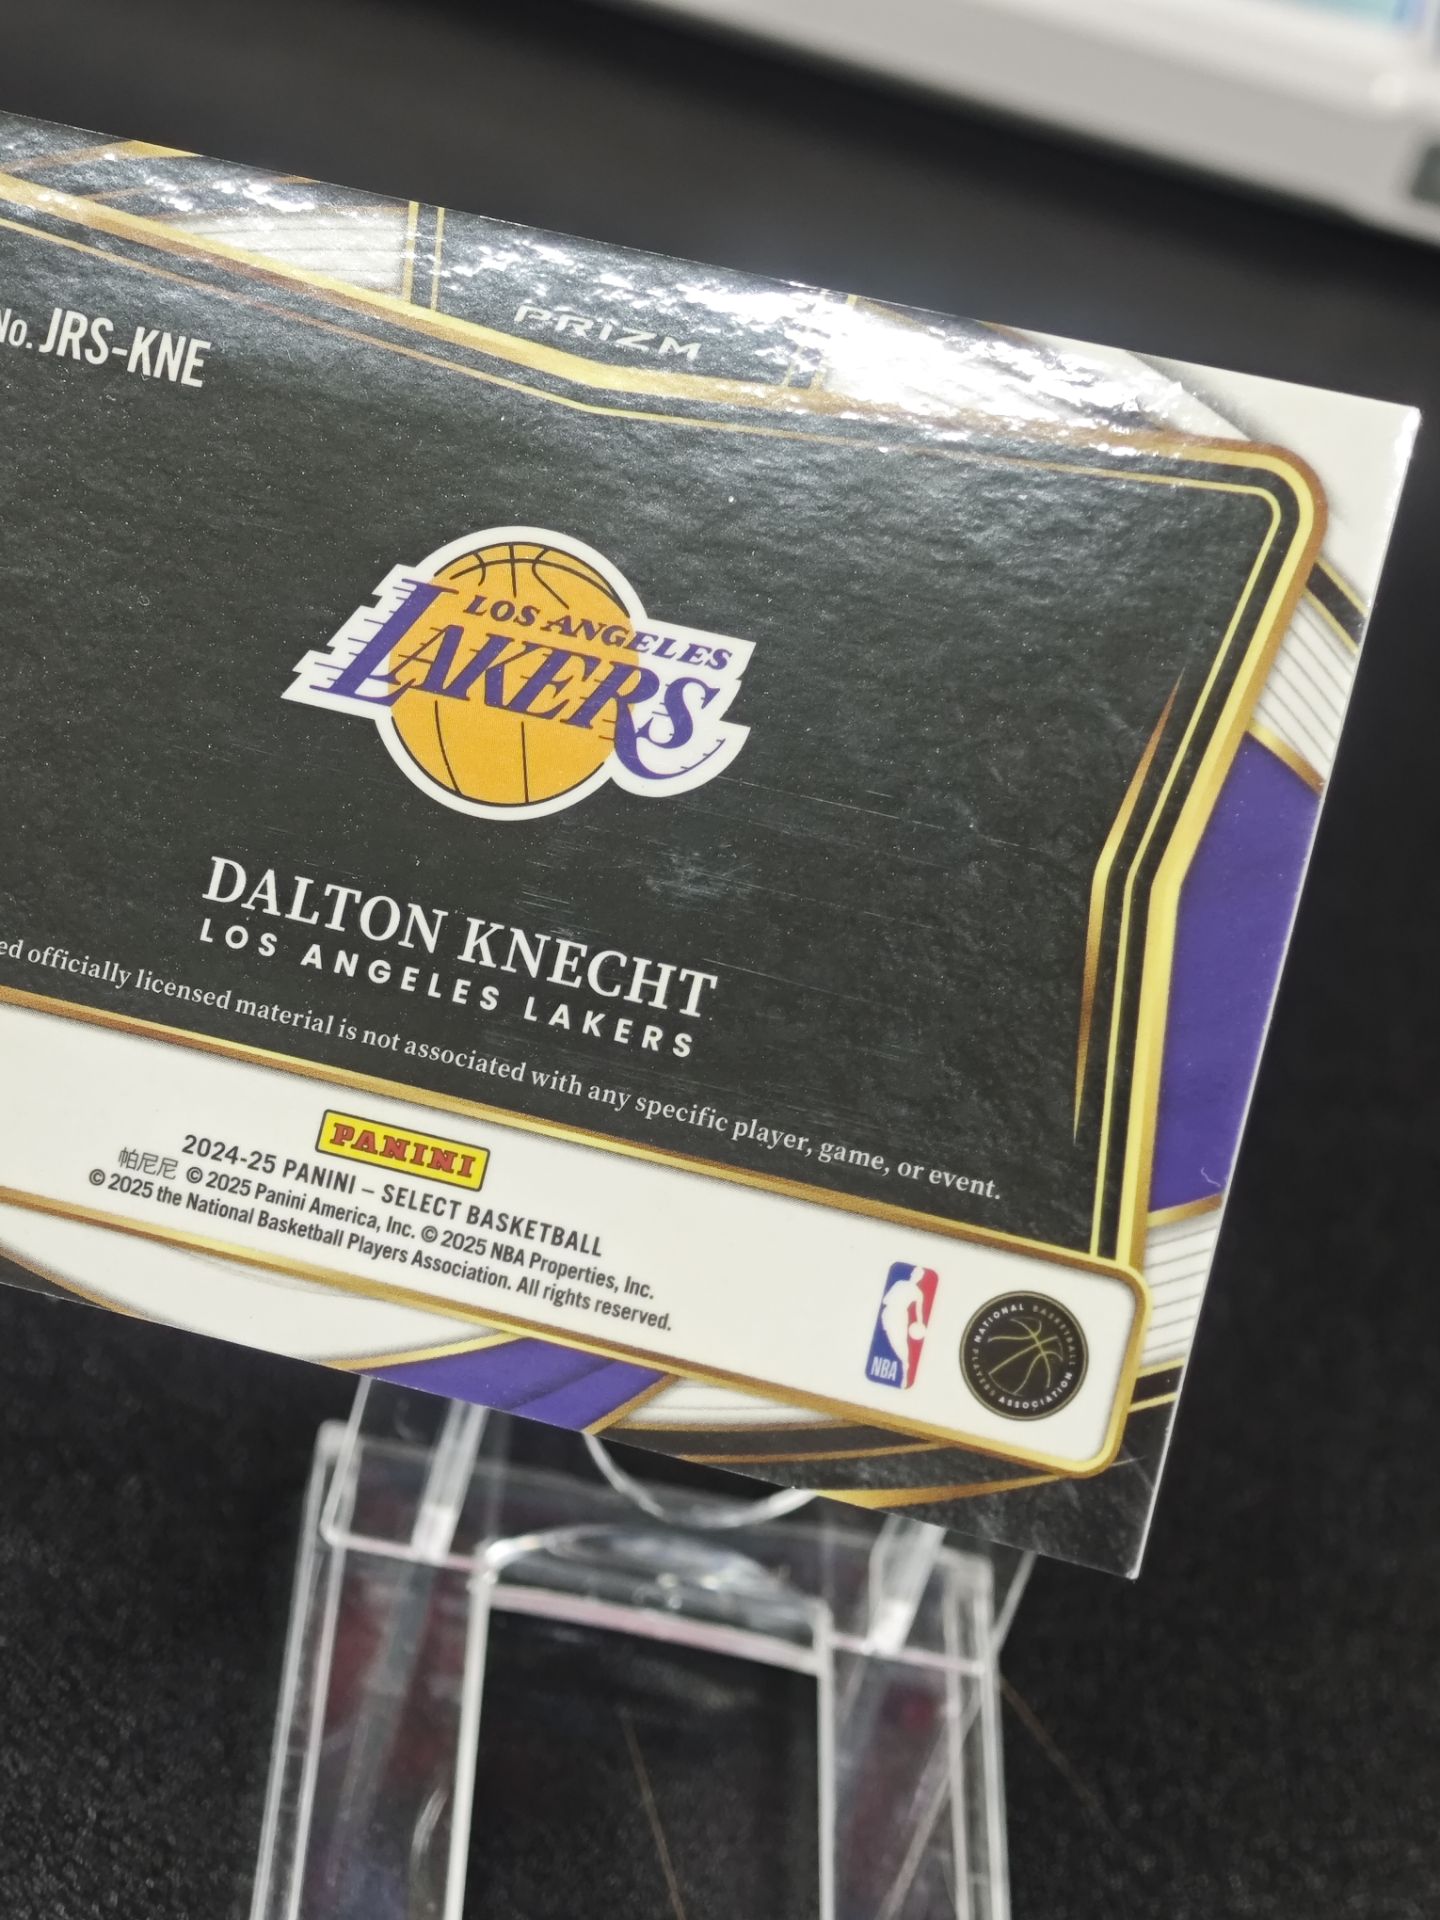 No. JRS-KNE
PRIZM
LOS ANGELES
LAKERS
DALTON KNECHT
LOS ANGELES LAKERS
officially licensed material is not associated with any specific player, game, or event.
PANINI
2024-25 PANINI – SELECT BASKETBALL
帕尼尼 © 2025 Panini America, Inc. © 2025 NBA Properties, Inc.
© 2025 the National Basketball Players Association. All rights reserved.
NBA
NATIONAL BASKETBALL
PLAYERS ASSOCIATION